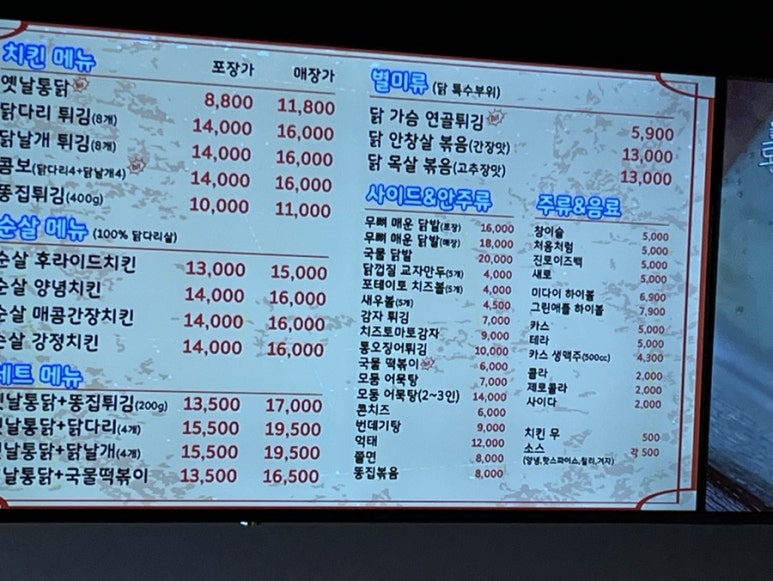 치킨 메뉴 포장가 매장가
옛날통닭 8,800 11,800
닭다리 튀김(8개) 14,000 16,000
닭날개 튀김(8개) 14,000 16,000
콤보(닭다리4+닭날개4) 14,000 16,000
똥집튀김(400g) 10,000 11,000
순살 메뉴 (100% 닭다리살)
순살 후라이드치킨 13,000 15,000
순살 양념치킨 14,000 16,000
순살 매콤간장치킨 14,000 16,000
순살 강정치킨 14,000 16,000
세트 메뉴
옛날통닭+똥집튀김(200g) 13,500 17,000
옛날통닭+닭다리(4개) 15,500 19,500
옛날통닭+닭날개(4개) 15,500 19,500
옛날통닭+국물떡볶이 13,500 16,500
별미류 (닭 특수부위)
닭 가슴 연골튀김 5,900
닭 안창살 볶음(간장맛) 13,000
닭 목살 볶음(고추장맛) 13,000
사이드&안주류
무뼈 매운 닭발(포장) 16,000
무뼈 매운 닭발(매장) 18,000
국물 닭발 20,000
닭껍질 교자만두(5개) 4,000
포테이토 치즈볼(5개) 4,000
새우볼(5개) 4,500
감자 튀김 7,000
치즈토마토감자 9,000
통오징어튀김 10,000
국물 떡볶이 6,000
모둠 어묵탕 7,000
모둠 어묵탕(2~3인) 14,000
콘치즈 6,000
번데기탕 9,000
먹태 12,000
쫄면 8,000
똥집볶음 8,000
주류&음료
참이슬 5,000
처음처럼 5,000
진로이즈백 5,000
새로 5,000
미다이 하이볼 6,900
그린애플 하이볼 7,900
카스 5,000
테라 5,000
카스 생맥주(500cc) 4,300
콜라 2,000
제로콜라 2,000
사이다 2,000
치킨 무 500
소스 각 500
(양념,핫스파이스,칠리,겨자)